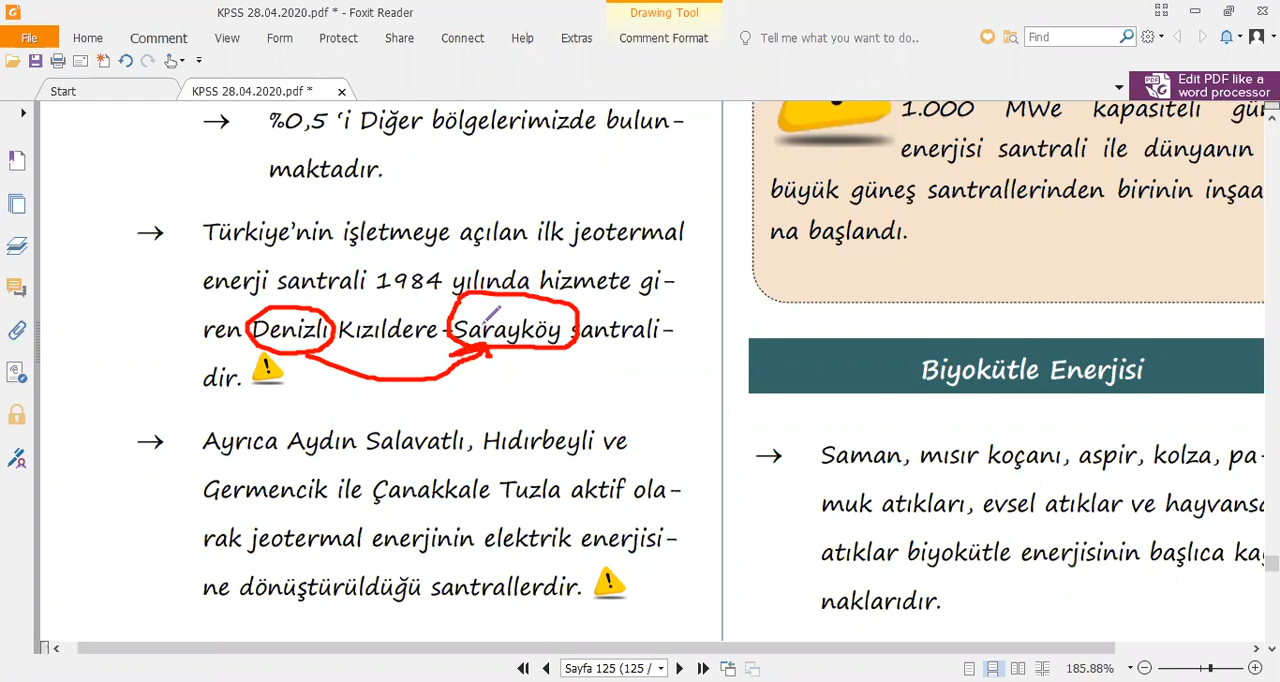 KPSS 28.04.2020.pdf * - Foxit Reader
Drawing Tool
File Home Comment View Form Protect Share Connect Help Extras Comment Format Tell me what you want to do.. Find
Start KPSS 28.04.2020.pdf * Edit PDF like a
word processor
→ %0,5 ‘i Diğer bölgelerimizde bulun-
maktadır.
→ Türkiye’nin işletmeye açılan ilk jeotermal
enerji santrali 1984 yılında hizmete gi-
ren Denizli Kızıldere-Sarayköy santrali-
dir.
→ Ayrıca Aydın Salavatlı, Hıdırbeyli ve
Germencik ile Çanakkale Tuzla aktif ola-
rak jeotermal enerjinin elektrik enerjisi-
ne dönüştürüldüğü santrallerdir.
1.000 MWe kapasiteli gü
enerjisi santrali ile dünyanın
büyük güneş santrallerinden birinin inşaa
na başlandı.
Biyokütle Enerjisi
→ Saman, mısır koçanı, aspir, kolza, pa-
muk atıkları, evsel atıklar ve hayvansa
atıklar biyokütle enerjisinin başlıca ka
naklarıdır.
Sayfa 125 (125 / 185.88%